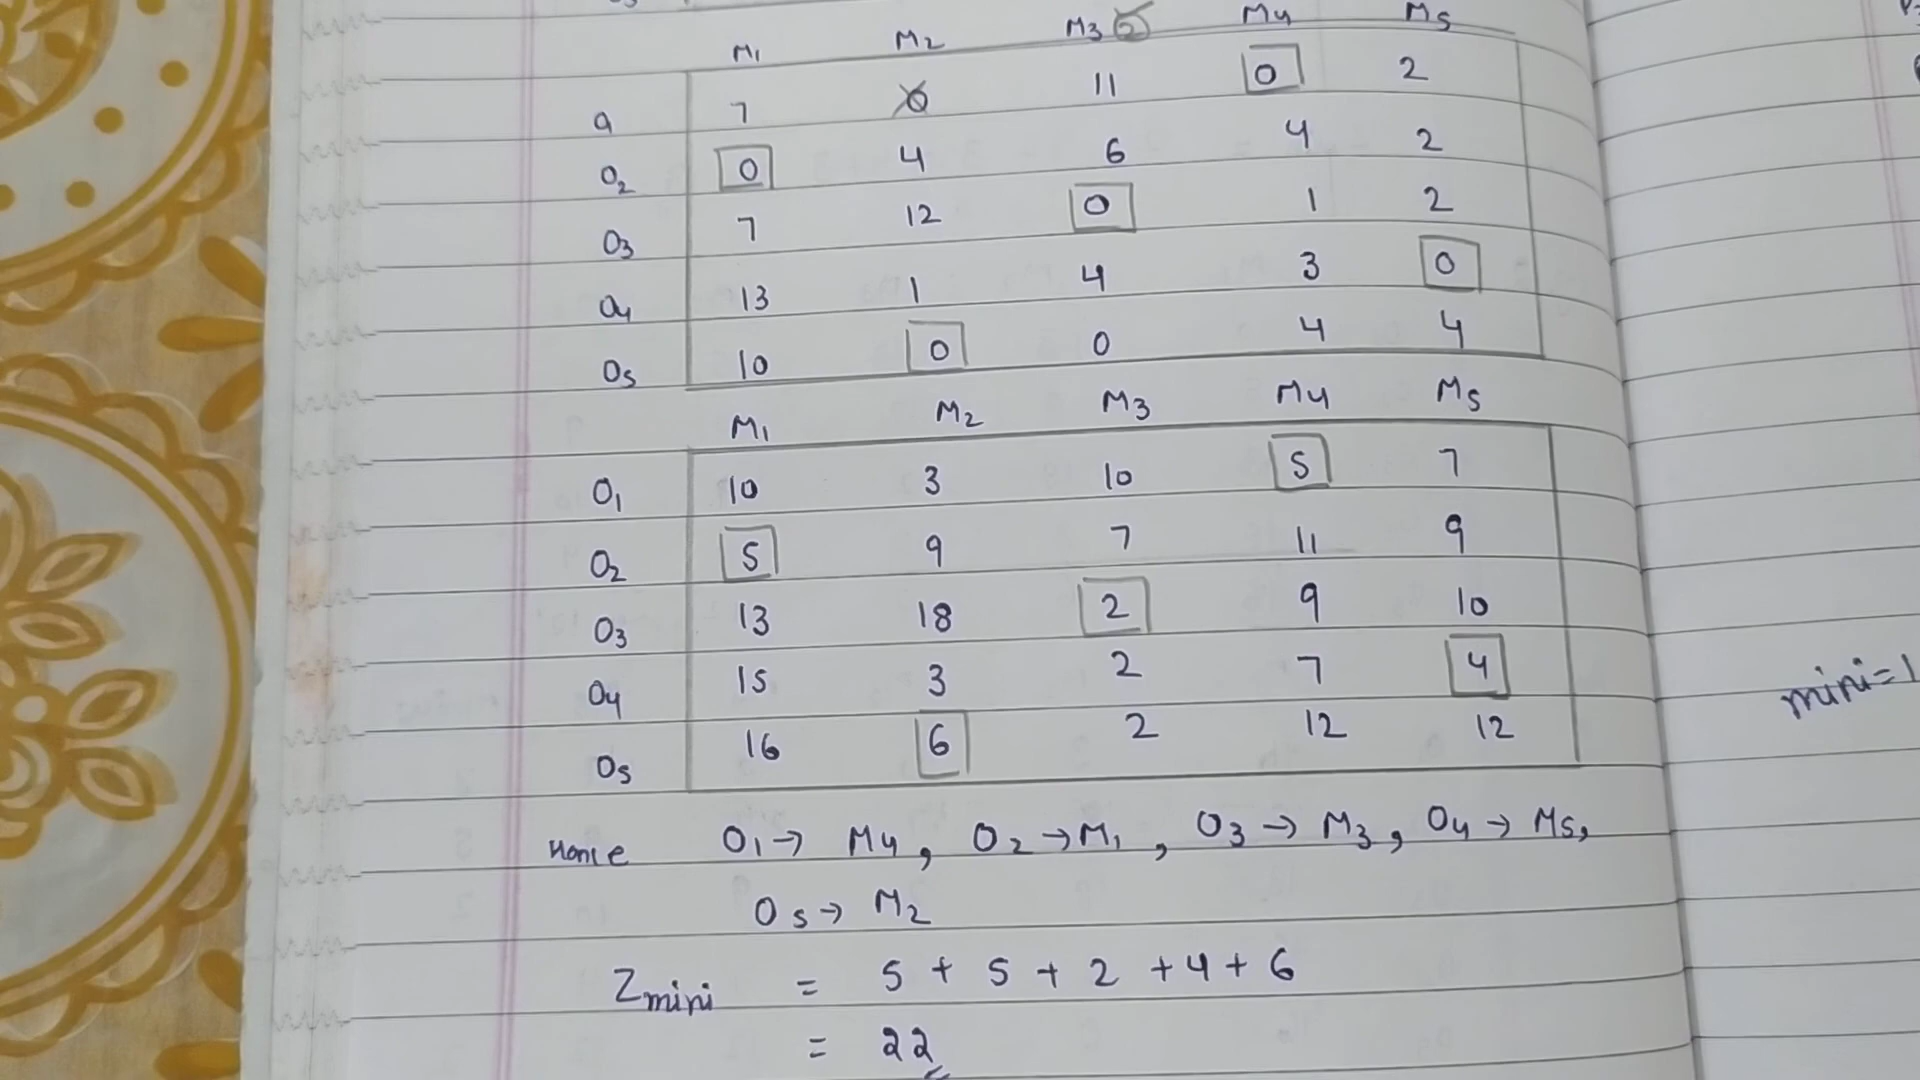 M1 M2 M3 2 M4 M5
a 7 0 11 0 2
O2 0 4 6 4 2
O3 7 12 0 1 2
O4 13 1 4 3 0
O5 10 0 0 4 4
M1 M2 M3 M4 M5
O1 10 3 10 5 7
O2 5 9 7 11 9
O3 13 18 2 9 10
O4 15 3 2 7 4
O5 16 6 2 12 12
O1 → M4, O2 → M1, O3 → M3, O4 → M5,
O5 → M2
Zmini = 5 + 5 + 2 + 4 + 6
= 22
mini=1